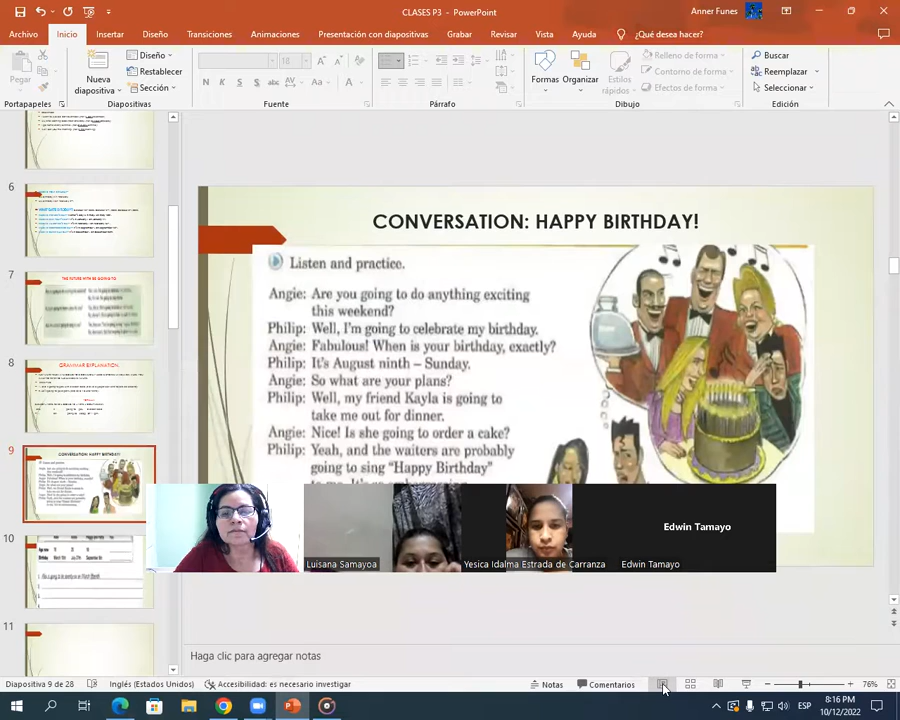 CLASES P3 - PowerPoint
Anner Funes
Archivo
Inicio
Insertar
Diseño
Transiciones
Animaciones
Presentación con diapositivas
Grabar
Revisar
Vista
Ayuda
¿Qué desea hacer?
Pegar
Nueva
diapositiva
Diseño
Restablecer
Sección
18
N
K
S
Aa
A
Formas
Organizar
Estilos
rápidos
Relleno de forma
Contorno de forma
Efectos de forma
Buscar
Reemplazar
Seleccionar
Portapapeles
Diapositivas
Fuente
Párrafo
Dibujo
Edición
6
7
THE FUTURE WITH BE GOING TO
8
GRAMMAR EXPLANATION
9
CONVERSATION: HAPPY BIRTHDAY!
10
11
CONVERSATION: HAPPY BIRTHDAY!
Listen and practice.
Angie: Are you going to do anything exciting
this weekend?
Philip: Well, I'm going to celebrate my birthday.
Angie: Fabulous! When is your birthday, exactly?
Philip: It's August ninth – Sunday.
Angie: So what are your plans?
Philip: Well, my friend Kayla is going to
take me out for dinner.
Angie: Nice! Is she going to order a cake?
Philip: Yeah, and the waiters are probably
going to sing "Happy Birthday"
Luisana Samayoa
Yesica Idalma Estrada de Carranza
Edwin Tamayo
Edwin Tamayo
Haga clic para agregar notas
Diapositiva 9 de 28
Inglés (Estados Unidos)
Accesibilidad: es necesario investigar
Notas
Comentarios
76%
ESP
8:16 PM
10/12/2022